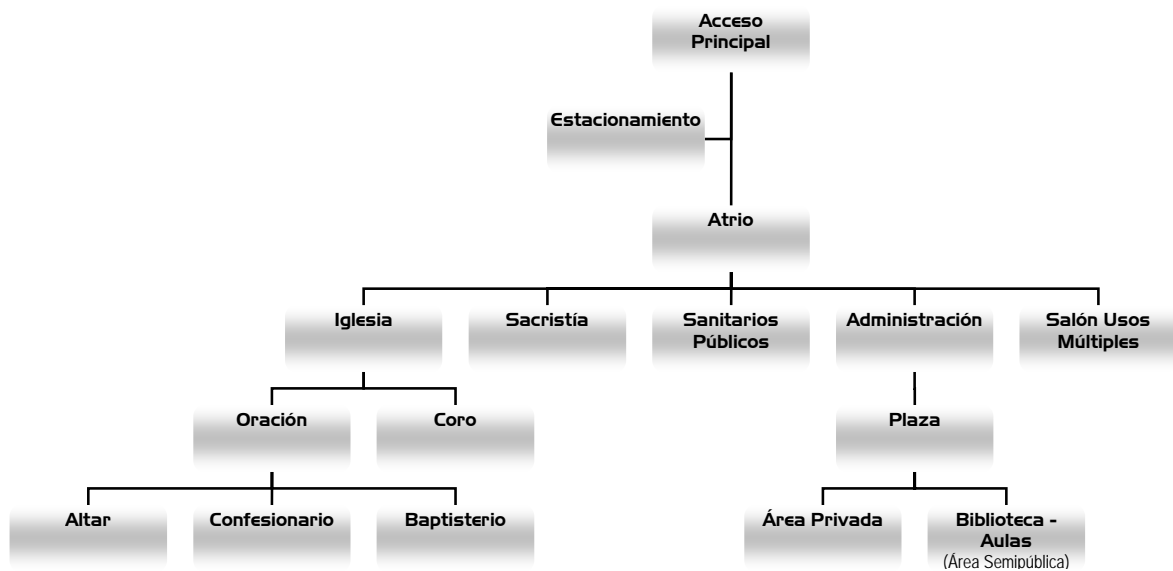 Acceso
Principal
Estacionamiento
Atrio
Iglesia
Sacristía
Sanitarios
Públicos
Administración
Salón Usos
Múltiples
Oración
Coro
Plaza
Altar
Confesionario
Baptisterio
Área Privada
Biblioteca -
Aulas
(Área Semipública)